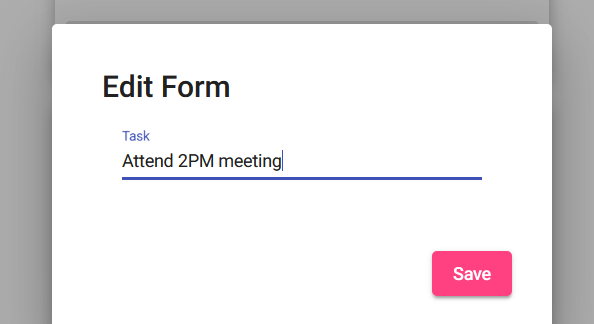 Edit Form
Task
Attend 2PM meeting
Save